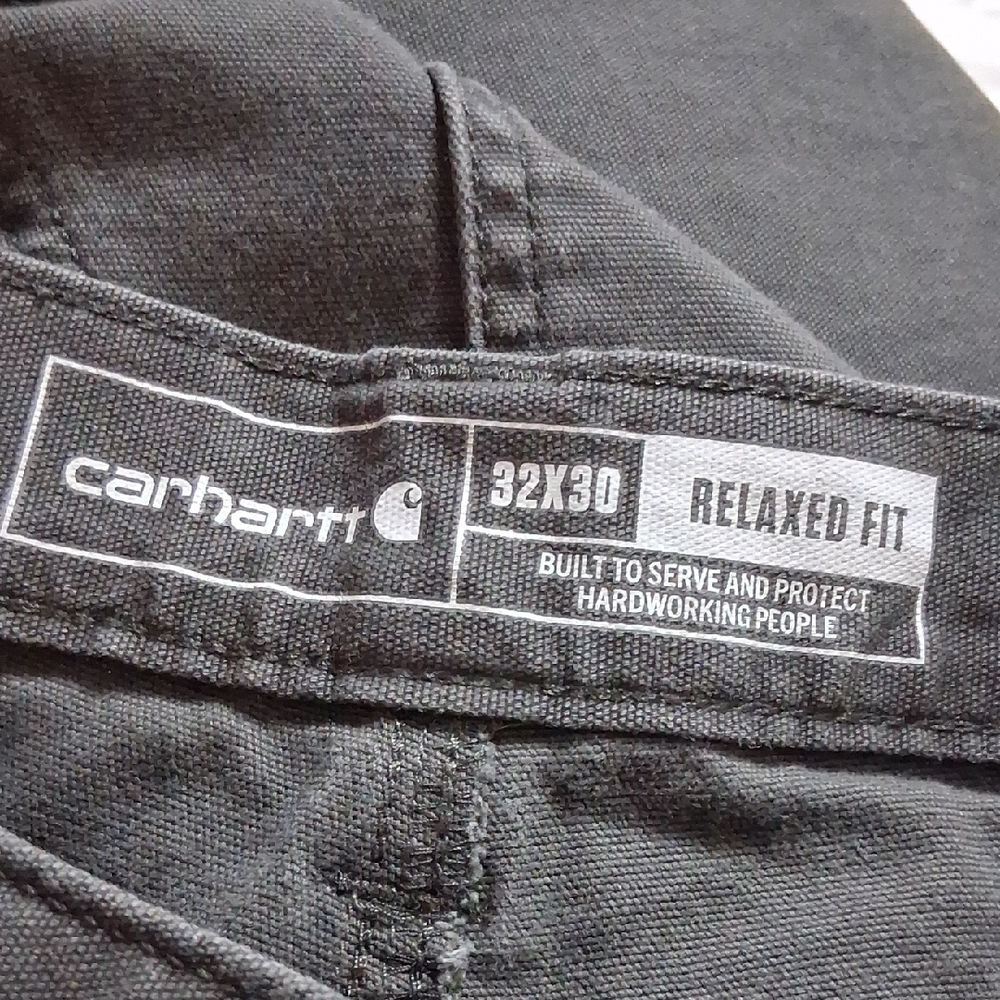 carhartt
32X30
RELAXED FIT
BUILT TO SERVE AND PROTECT
HARDWORKING PEOPLE